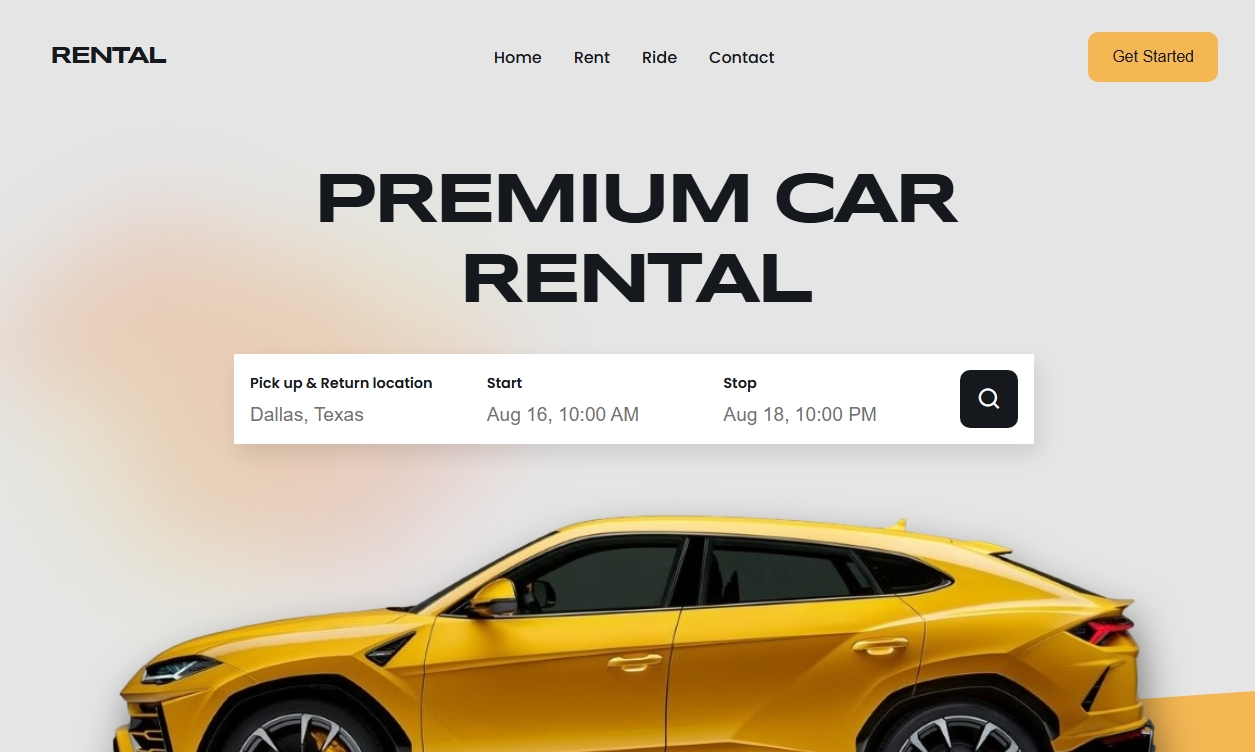 RENTAL
Home Rent Ride Contact
Get Started
PREMIUM CAR
RENTAL
Pick up & Return location
Dallas, Texas
Start
Aug 16, 10:00 AM
Stop
Aug 18, 10:00 PM